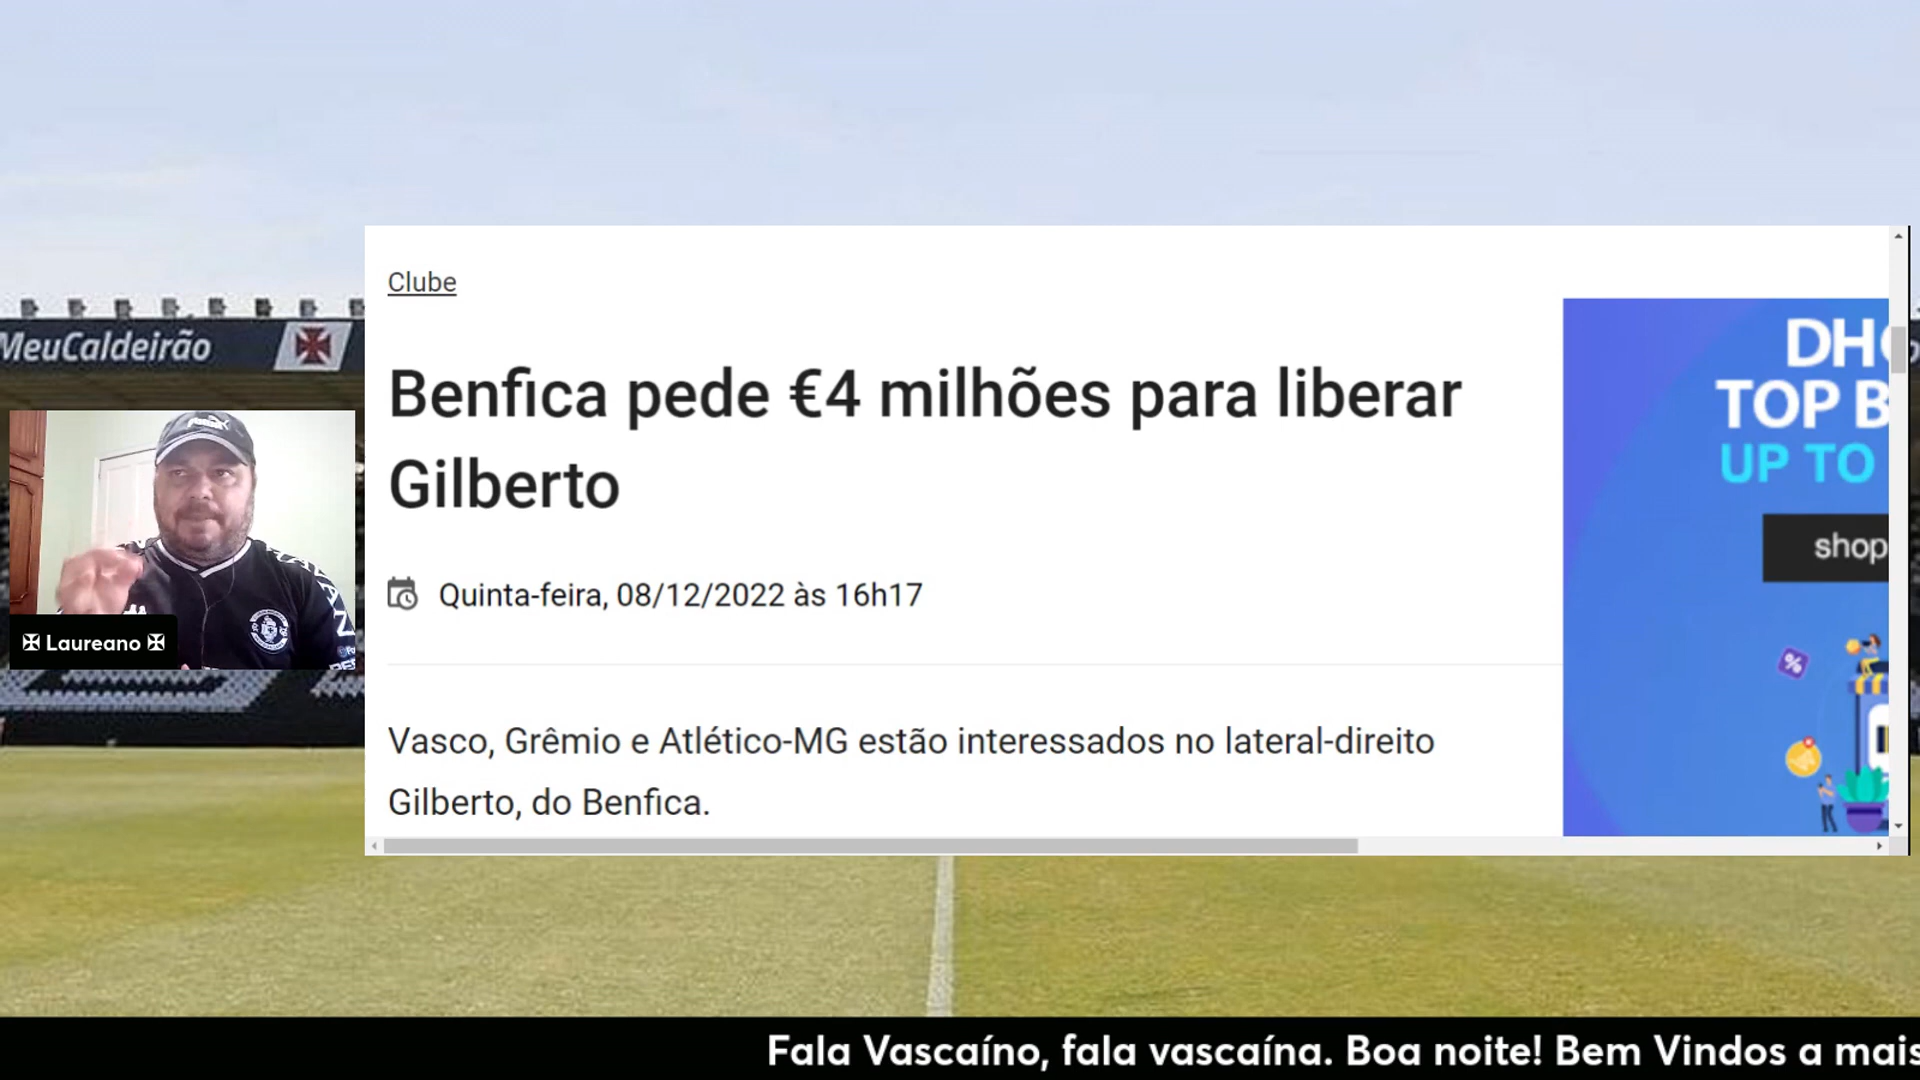 Clube
Benfica pede €4 milhões para liberar
Gilberto
Quinta-feira, 08/12/2022 às 16h17
Vasco, Grêmio e Atlético-MG estão interessados no lateral-direito
Gilberto, do Benfica.
TOP B
UP TO
shop
%
MeuCaldeirão
PUMA
✠ Laureano ✠
Fala Vascaíno, fala vascaína. Boa noite! Bem Vindos a mais